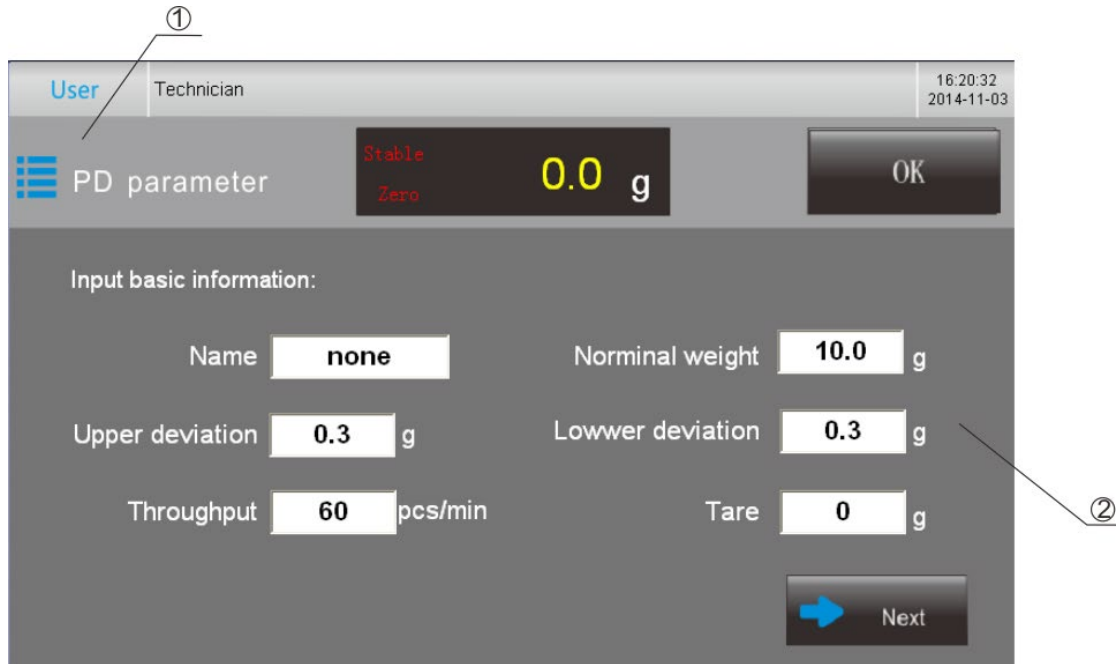 ①
User Technician 16:20:32
2014-11-03
PD parameter Stable 0.0 g OK
Zero
Input basic information:
Name none Norminal weight 10.0 g
Upper deviation 0.3 g Lowwer deviation 0.3 g
②
Throughput 60 pcs/min Tare 0 g
Next